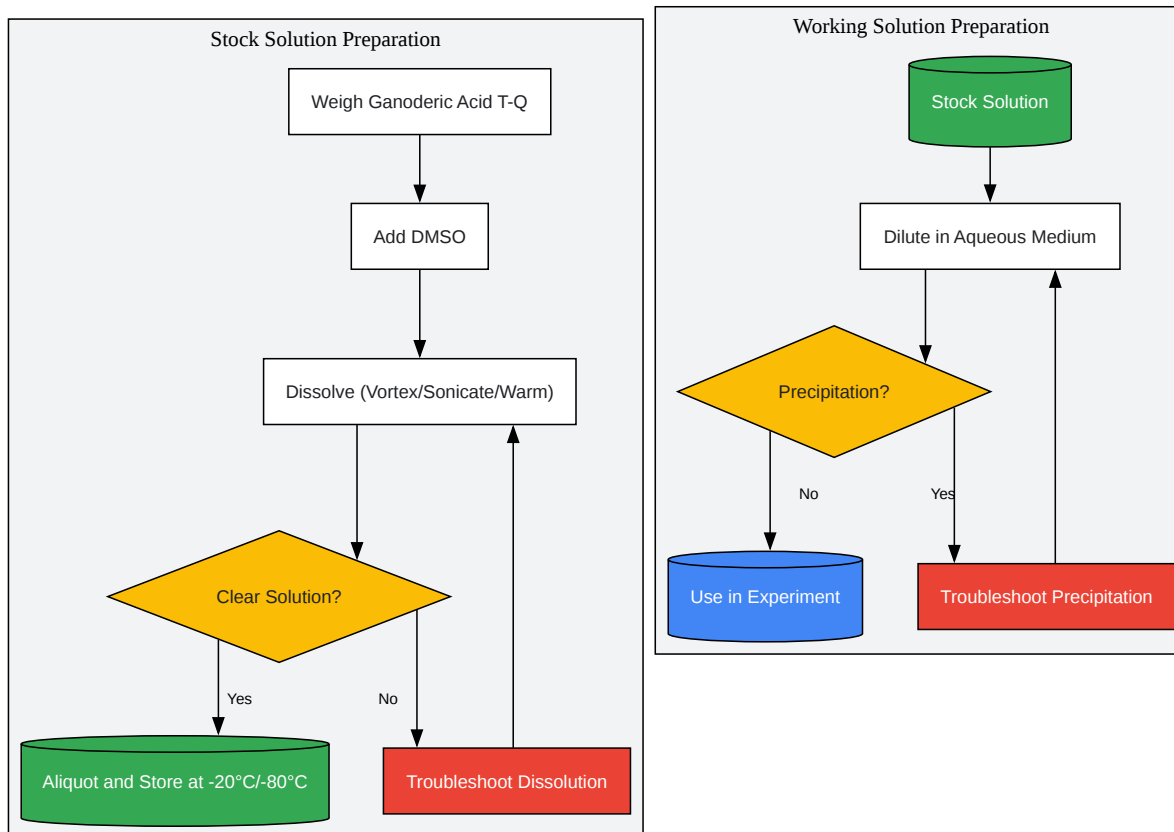 Stock Solution Preparation
Weigh Ganoderic Acid T-Q
Add DMSO
Dissolve (Vortex/Sonicate/Warm)
Clear Solution?
Yes
No
Aliquot and Store at -20°C/-80°C
Troubleshoot Dissolution
Working Solution Preparation
Stock Solution
Dilute in Aqueous Medium
Precipitation?
No
Yes
Use in Experiment
Troubleshoot Precipitation